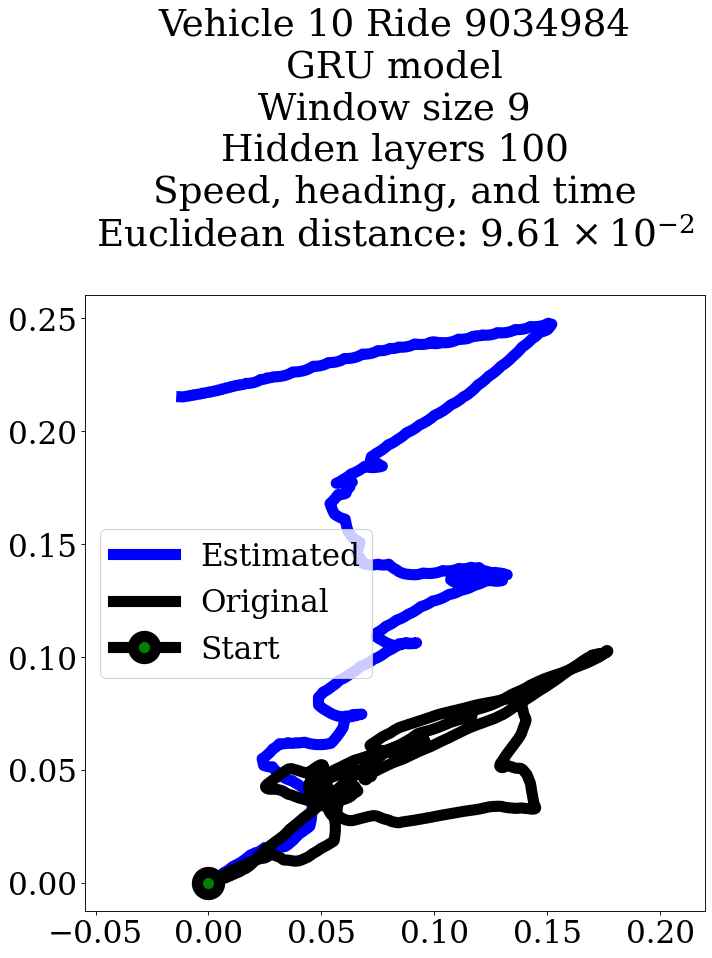 Vehicle 10 Ride 9034984
GRU model
Window size 9
Hidden layers 100
Speed, heading, and time
Euclidean distance: 9.61 × 10⁻²
0.25
0.20
0.15
0.10
0.05
0.00
Estimated
Original
Start
−0.05 0.00 0.05 0.10 0.15 0.20